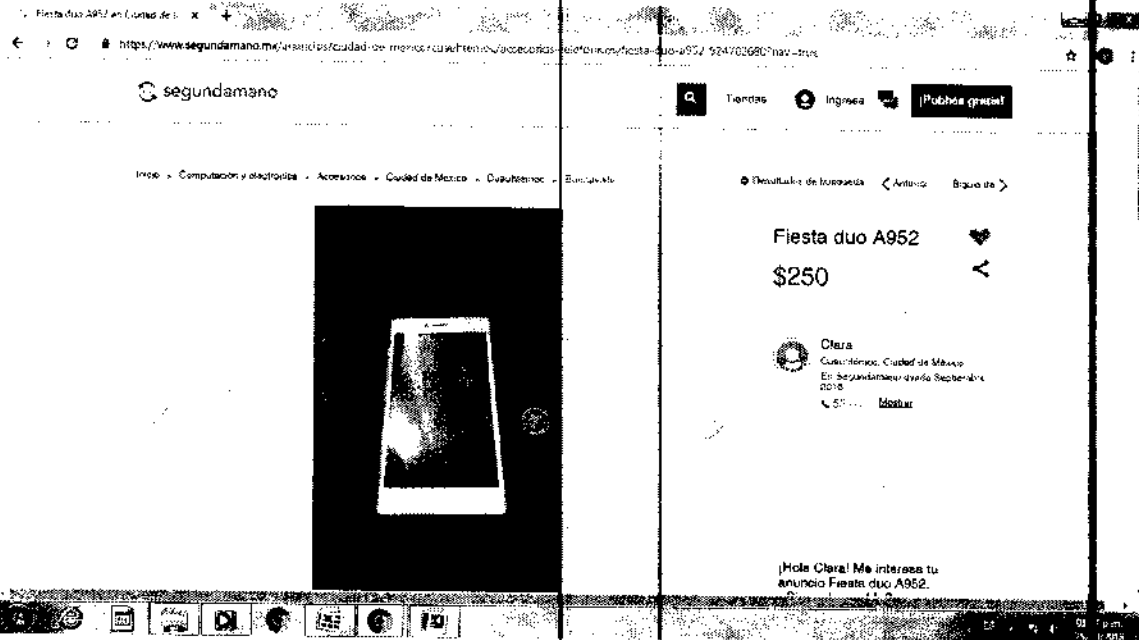 Fiesta duo A952 en Ciudad de
https://www.segundamano.mx/anuncios/ciudad-de-mexico/cuauhtemoc/accesorios-telefonicos/fiesta-duo-a952
segundamano
Tiendas
Ingresa
¡Publica gratis!
Inicio
Computación y electrónica
Accesorios
Ciudad de México
Cuauhtémoc
Resultados de búsqueda
Anterior
Siguiente
Fiesta duo A952
$250
Clara
Cuauhtémoc, Ciudad de México
En Segundamano desde Septiembre
Mostrar
¡Hola Clara! Me interesa tu
anuncio Fiesta duo A952.